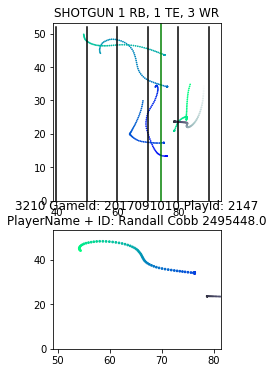 SHOTGUN 1 RB, 1 TE, 3 WR
50
40
30
20
10
0
40 60 80
3210 GameId: 2017091010 PlayId: 2147
PlayerName + ID: Randall Cobb 2495448.0
40
20
0
50 60 70 80